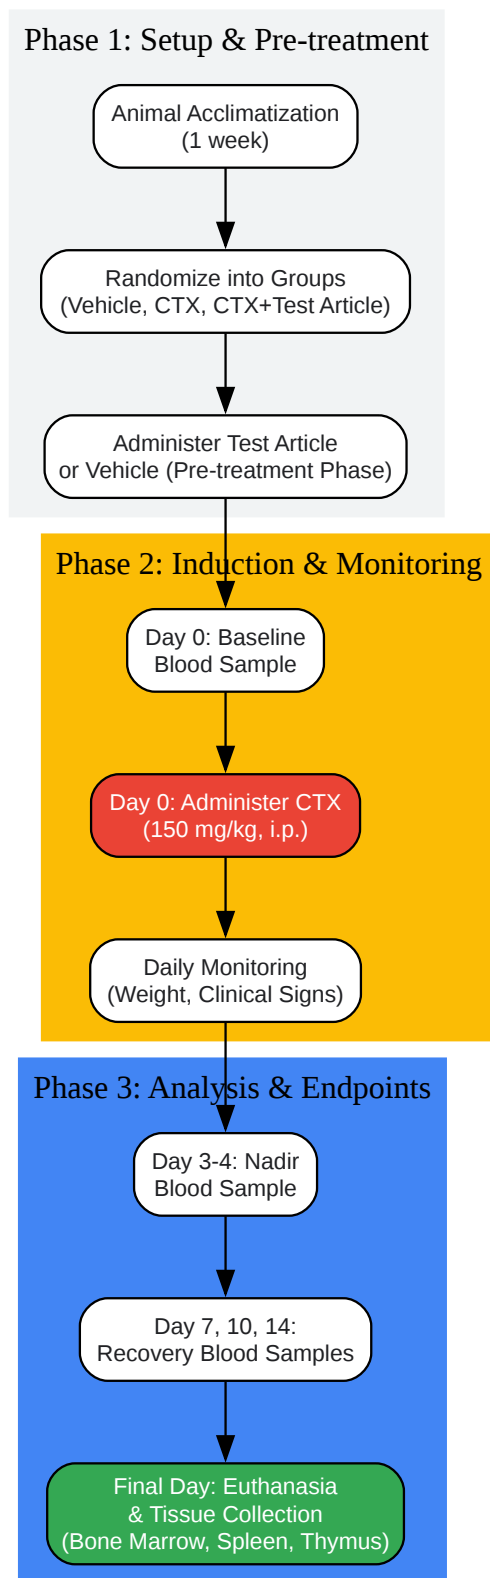 Phase 1: Setup & Pre-treatment
Animal Acclimatization
(1 week)
Randomize into Groups
(Vehicle, CTX, CTX+Test Article)
Administer Test Article
or Vehicle (Pre-treatment Phase)
Phase 2: Induction & Monitoring
Day 0: Baseline
Blood Sample
Day 0: Administer CTX
(150 mg/kg, i.p.)
Daily Monitoring
(Weight, Clinical Signs)
Phase 3: Analysis & Endpoints
Day 3-4: Nadir
Blood Sample
Day 7, 10, 14:
Recovery Blood Samples
Final Day: Euthanasia
& Tissue Collection
(Bone Marrow, Spleen, Thymus)